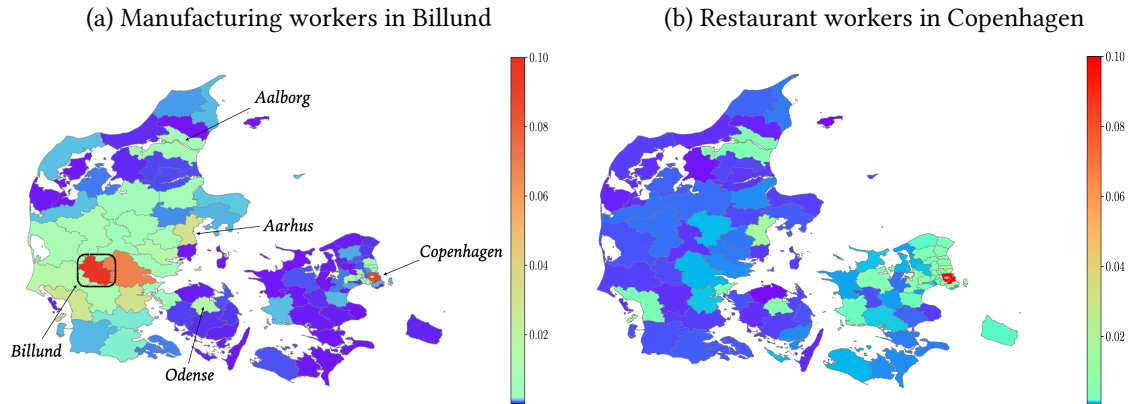 (a) Manufacturing workers in Billund
(b) Restaurant workers in Copenhagen
Aalborg
Aarhus
Copenhagen
Billund
Odense
0.10
0.08
0.06
0.04
0.02
0.10
0.08
0.06
0.04
0.02